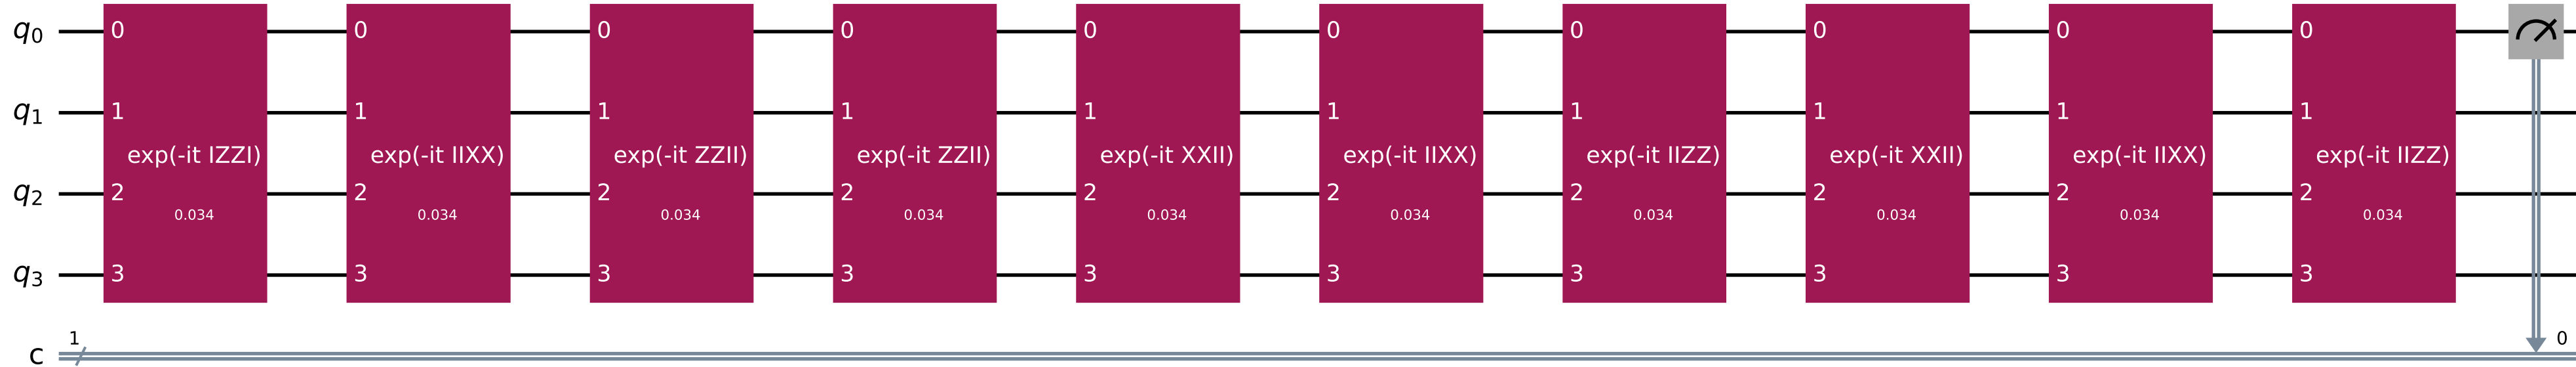 q0 0 0 0 0 0 0 0 0 0 0
q1 1 1 1 1 1 1 1 1 1 1
exp(-it IZZI) exp(-it IIXX) exp(-it ZZII) exp(-it ZZII) exp(-it XXII) exp(-it IIXX) exp(-it IIZZ) exp(-it XXII) exp(-it IIXX) exp(-it IIZZ)
q2 2 2 2 2 2 2 2 2 2 2
0.034 0.034 0.034 0.034 0.034 0.034 0.034 0.034 0.034 0.034
q3 3 3 3 3 3 3 3 3 3 3
c 1 0